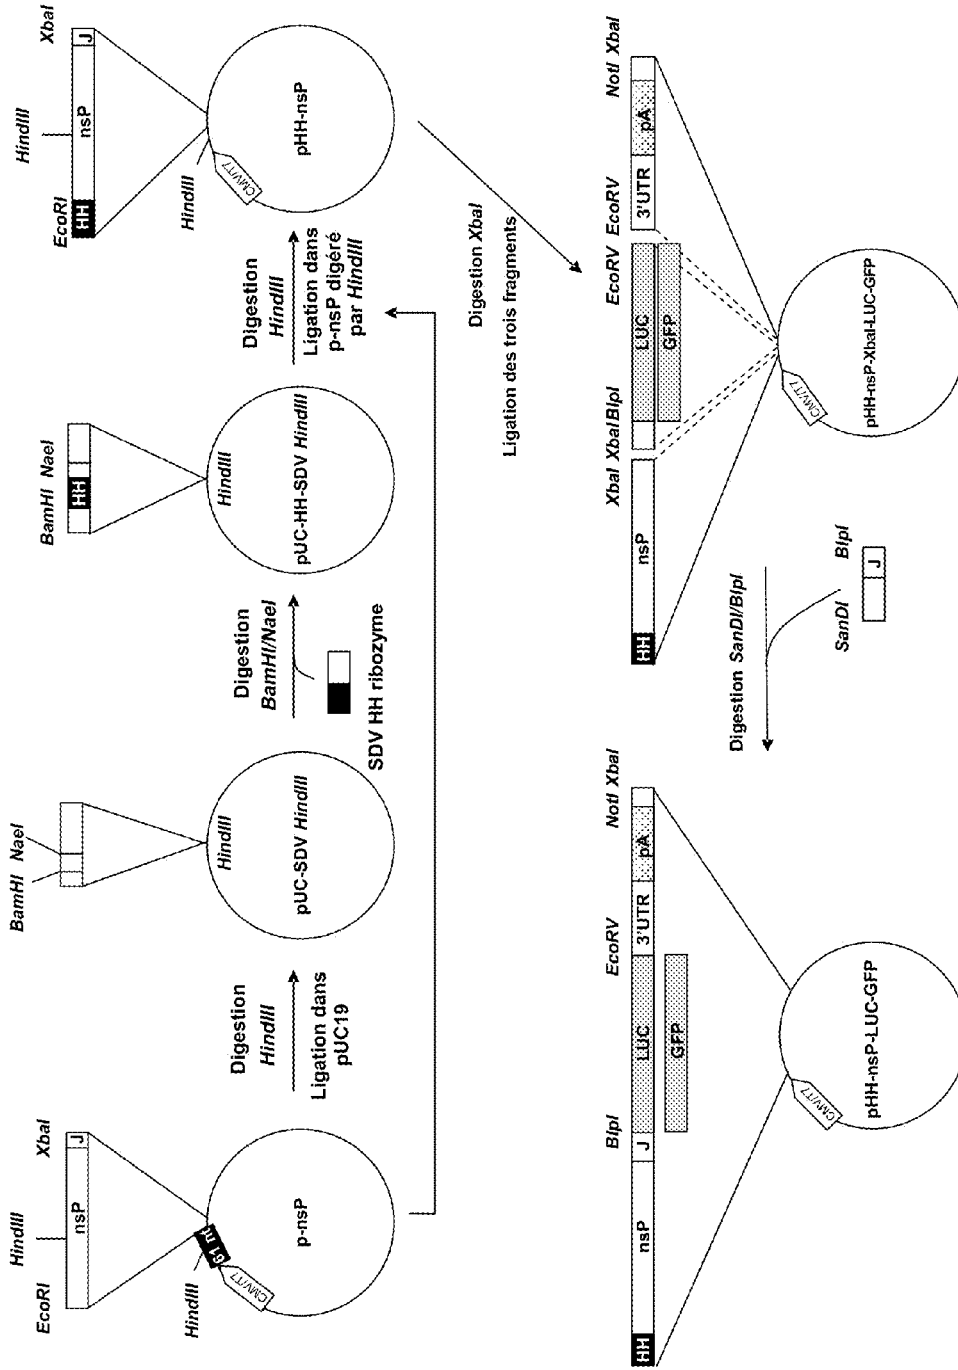 EcoRI HindIII XbaI
nsP J
HindIII
61 nt
CMV/T7
p-nsP
Digestion
HindIII
Ligation dans
pUC19
BamHI NaeI
HindIII
pUC-SDV HindIII
Digestion
BamHI/NaeI
SDV HH ribozyme
BamHI NaeI
HH
HindIII
pUC-HH-SDV HindIII
Digestion
HindIII
Ligation dans
p-nsP digéré
par HindIII
EcoRI HindIII XbaI
HH nsP J
HindIII
CMV/T7
pHH-nsP
Digestion XbaI
Ligation des trois fragments
XbaI XbaI BlpI EcoRV EcoRV NotI XbaI
HH nsP LUC 3'UTR pA
GFP
CMV/T7
pHH-nsP-XbaI-LUC-GFP
Digestion SanDI/BlpI
SanDI BlpI
J
BlpI EcoRV NotI XbaI
HH nsP J LUC 3'UTR pA
GFP
CMV/T7
pHH-nsP-LUC-GFP